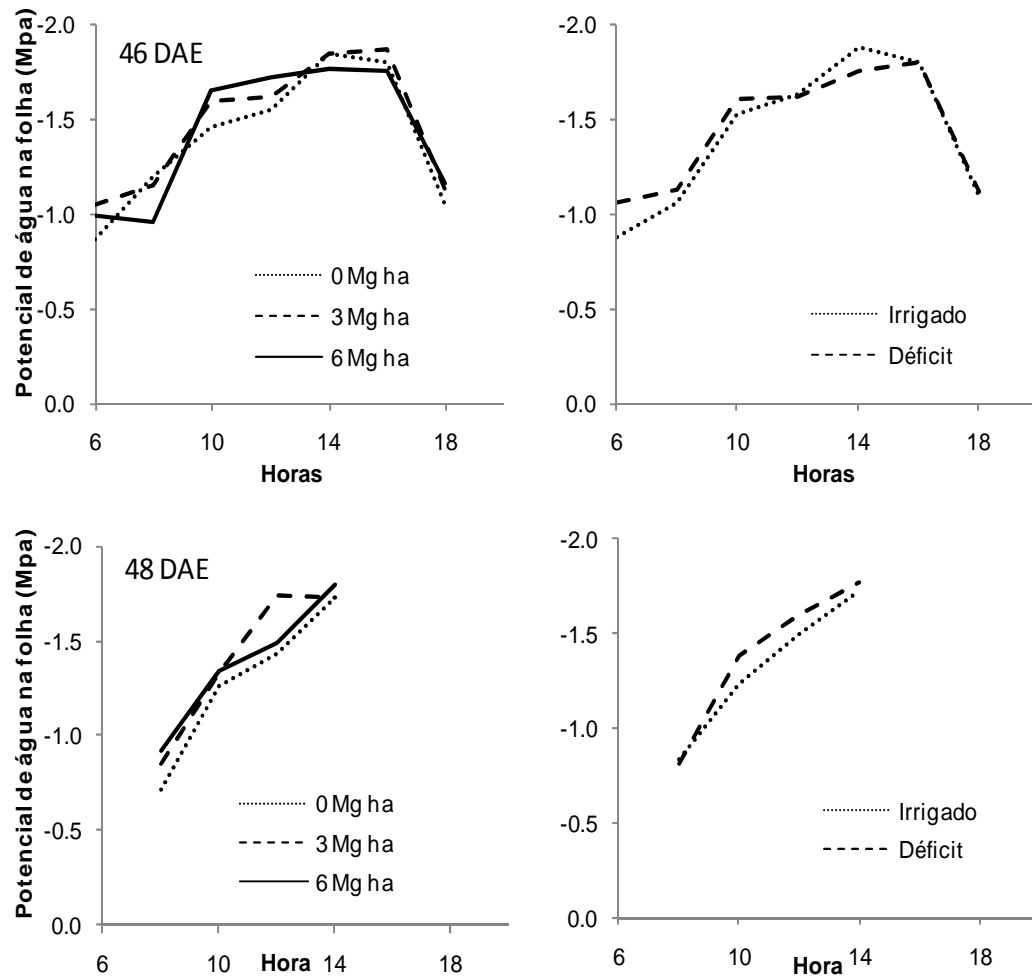 Potencial de água na folha (Mpa)
46 DAE
-2.0
-1.5
-1.0
-0.5
0.0
6
10
14
18
Horas
0 Mg ha
3 Mg ha
6 Mg ha
-2.0
-1.5
-1.0
-0.5
0.0
6
10
14
18
Horas
Irrigado
Déficit
Potencial de água na folha (Mpa)
48 DAE
-2.0
-1.5
-1.0
-0.5
0.0
6
10
14
18
Hora
0 Mg ha
3 Mg ha
6 Mg ha
-2.0
-1.5
-1.0
-0.5
0.0
6
10
14
18
Hora
Irrigado
Déficit